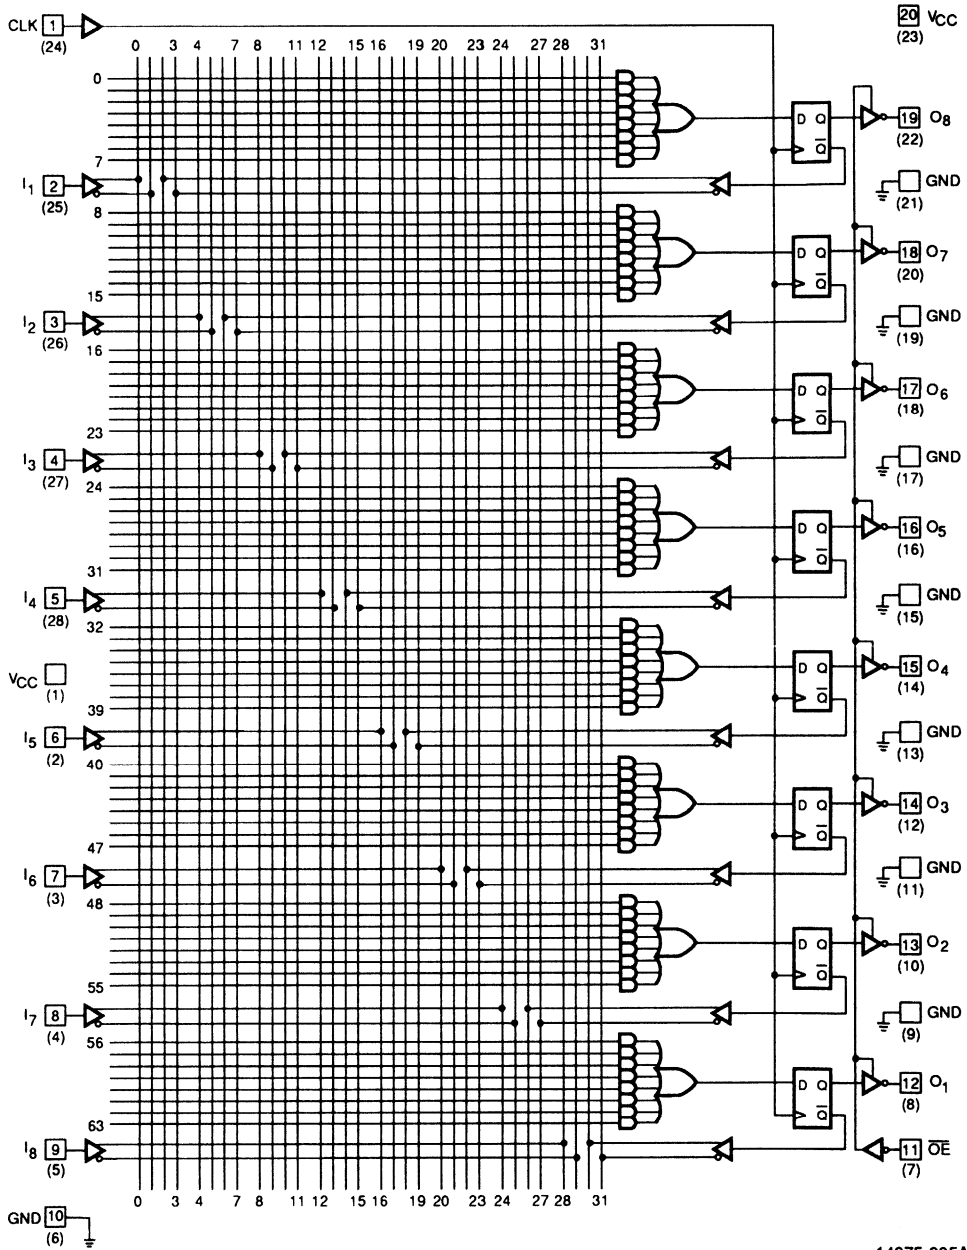 CLK 1 (24)
20 VCC (23)
0 3 4 7 8 11 12 15 16 19 20 23 24 27 28 31
0
D Q
19 O8 (22)
7
Q̅
I1 2 (25)
GND (21)
8
D Q
18 O7 (20)
15
Q̅
I2 3 (26)
GND (19)
16
D Q
17 O6 (18)
23
Q̅
I3 4 (27)
GND (17)
24
D Q
16 O5 (16)
31
Q̅
I4 5 (28)
GND (15)
32
D Q
15 O4 (14)
VCC (1)
39
Q̅
I5 6 (2)
GND (13)
40
D Q
14 O3 (12)
47
Q̅
I6 7 (3)
GND (11)
48
D Q
13 O2 (10)
55
Q̅
I7 8 (4)
GND (9)
56
D Q
12 O1 (8)
63
Q̅
I8 9 (5)
11 O̅E̅ (7)
0 3 4 7 8 11 12 15 16 19 20 23 24 27 28 31
GND 10 (6)